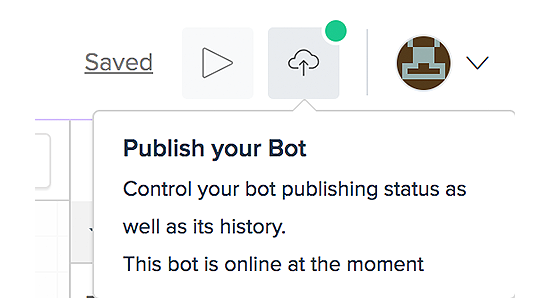 Saved
Publish your Bot
Control your bot publishing status as
well as its history.
This bot is online at the moment